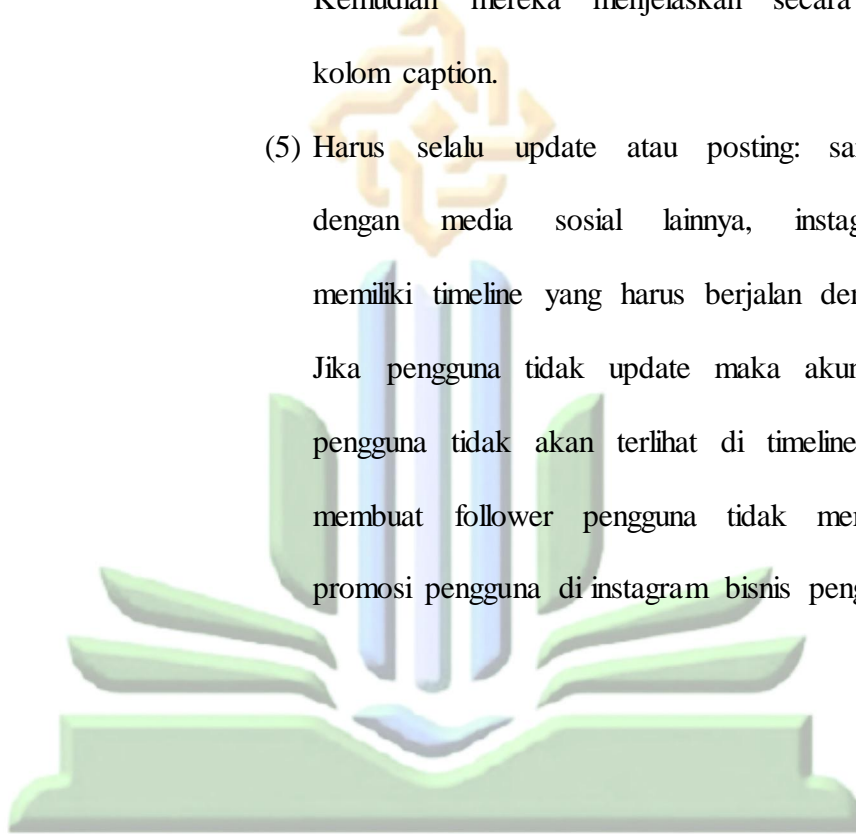 Kemudian mereka menjelaskan secara
kolom caption.
(5) Harus selalu update atau posting:
dengan media sosial lainnya,
memiliki timeline yang harus berjalan
Jika pengguna tidak update maka
pengguna tidak akan terlihat di timeline
membuat follower pengguna tidak
promosi pengguna di instagram bisnis